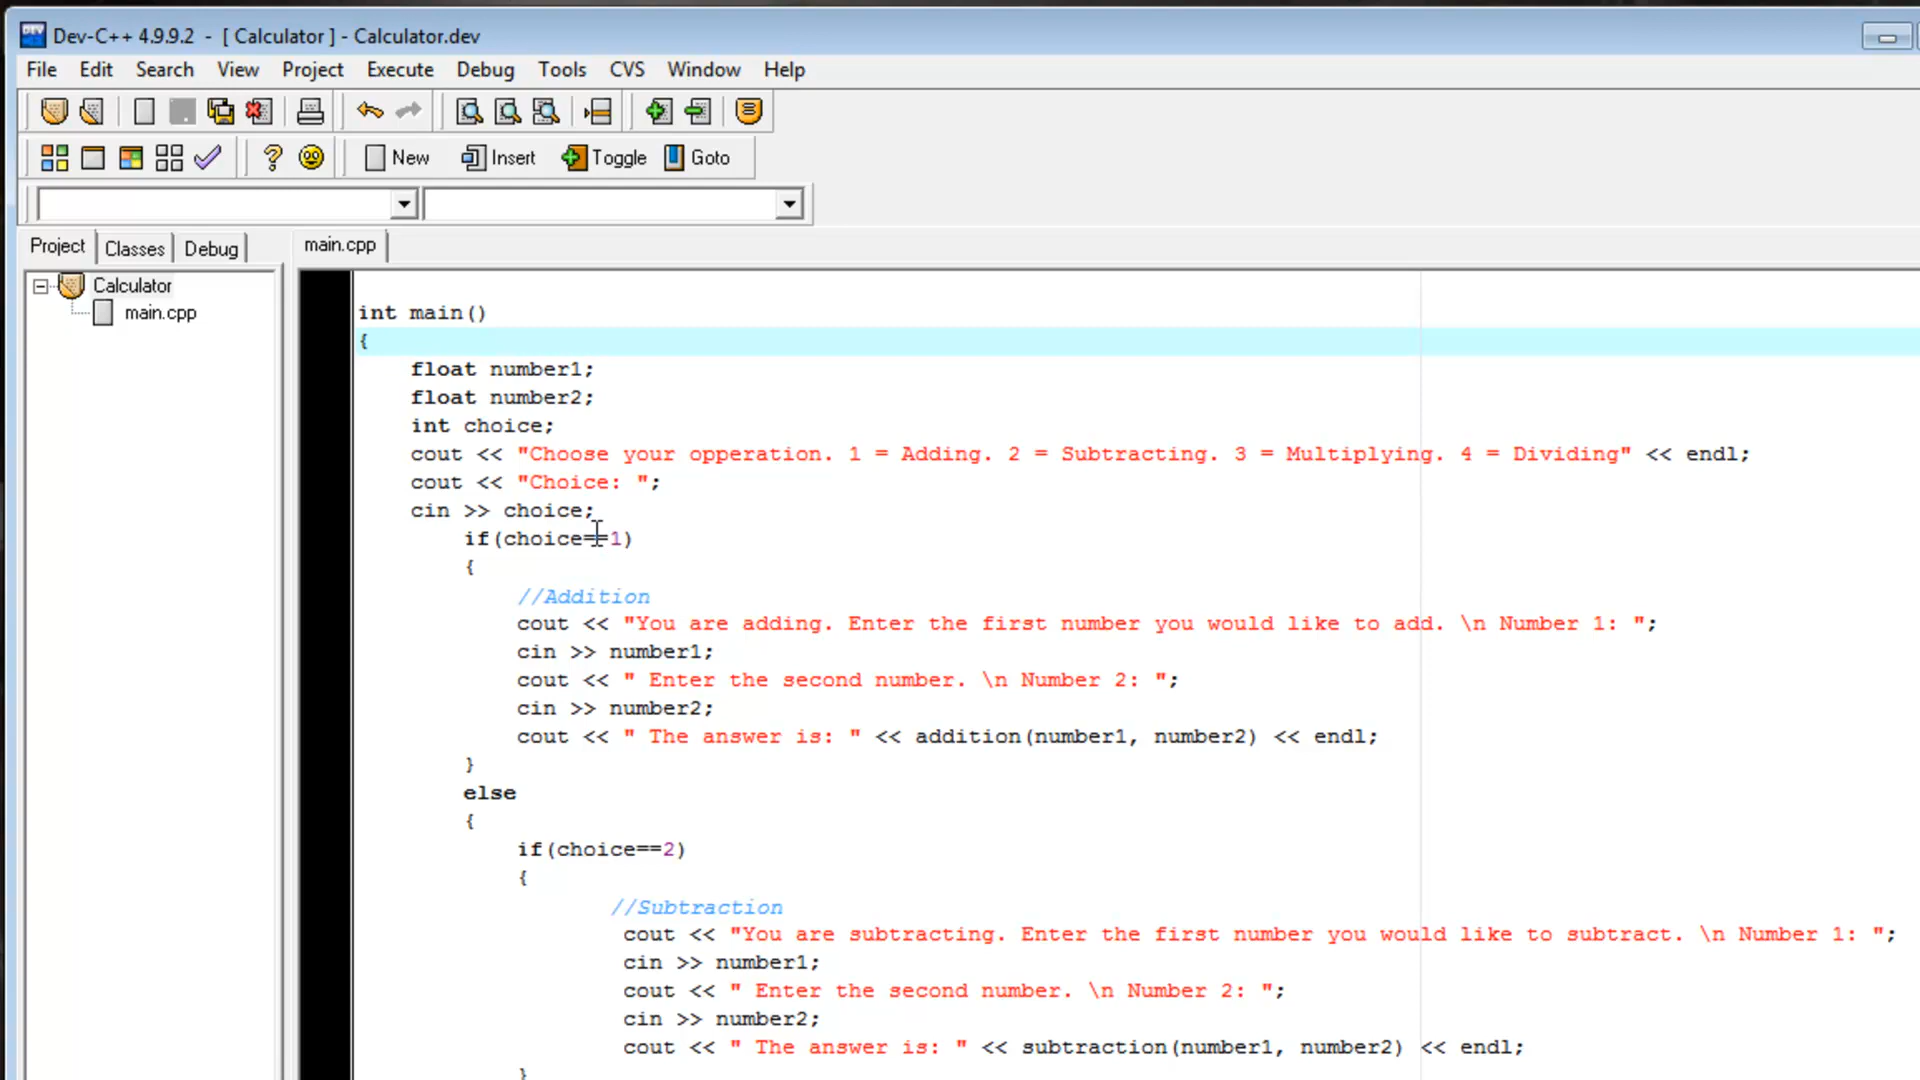 Dev-C++ 4.9.9.2 - [ Calculator ] - Calculator.dev
File Edit Search View Project Execute Debug Tools CVS Window Help
New Insert Toggle Goto
Project Classes Debug
main.cpp
Calculator
main.cpp
int main()
{
float number1;
float number2;
int choice;
cout << "Choose your opperation. 1 = Adding. 2 = Subtracting. 3 = Multiplying. 4 = Dividing" << endl;
cout << "Choice: ";
cin >> choice;
if(choice==1)
{
//Addition
cout << "You are adding. Enter the first number you would like to add. \n Number 1: ";
cin >> number1;
cout << " Enter the second number. \n Number 2: ";
cin >> number2;
cout << " The answer is: " << addition(number1, number2) << endl;
}
else
{
if(choice==2)
{
//Subtraction
cout << "You are subtracting. Enter the first number you would like to subtract. \n Number 1: ";
cin >> number1;
cout << " Enter the second number. \n Number 2: ";
cin >> number2;
cout << " The answer is: " << subtraction(number1, number2) << endl;
}